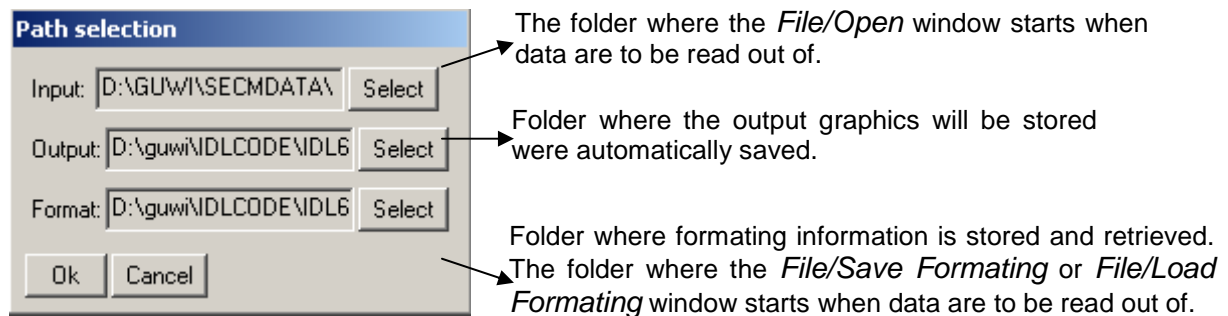 Path selection
Input: D:\GUWI\SECMDATA\ Select
Output: D:\guwi\IDLCODE\IDL6 Select
Format: D:\guwi\IDLCODE\IDL6 Select
Ok Cancel
The folder where the File/Open window starts when
data are to be read out of.
Folder where the output graphics will be stored
were automatically saved.
Folder where formating information is stored and retrieved.
The folder where the File/Save Formating or File/Load
Formating window starts when data are to be read out of.